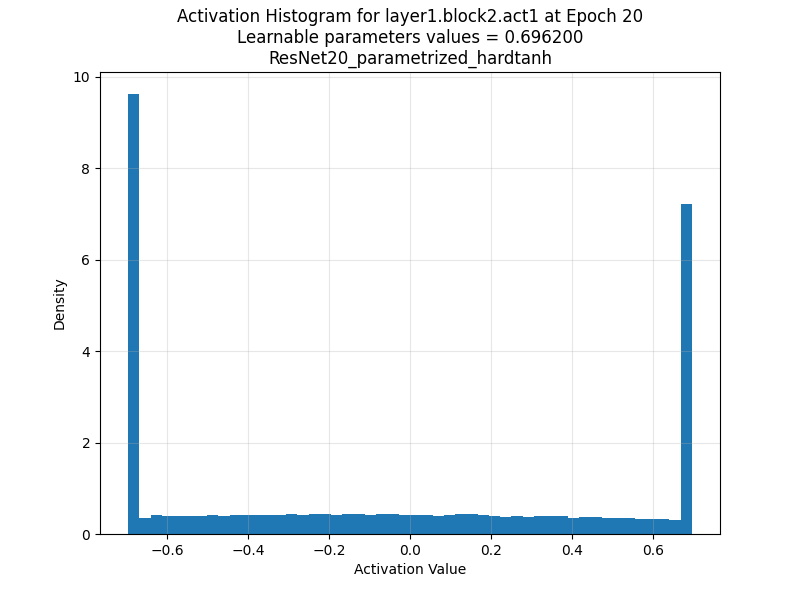 Activation Histogram for layer1.block2.act1 at Epoch 20
Learnable parameters values = 0.696200
ResNet20_parametrized_hardtanh
10
8
6
4
2
0
Density
−0.6 −0.4 −0.2 0.0 0.2 0.4 0.6
Activation Value